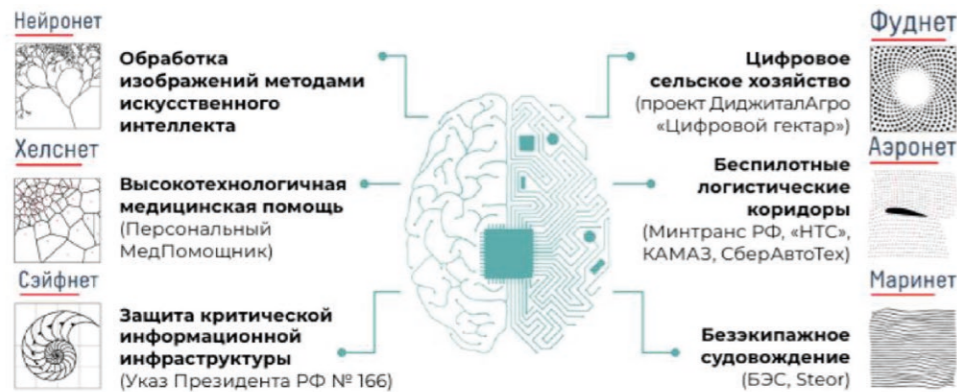 Нейронет
Обработка
изображений методами
искусственного
интеллекта
Хелснет
Высокотехнологичная
медицинская помощь
(Персональный
МедПомощник)
Сэйфнет
Защита критической
информационной
инфраструктуры
(Указ Президента РФ № 166)
Фуднет
Цифровое
сельское хозяйство
(проект ДиджиталАгро
«Цифровой гектар»)
Аэронет
Беспилотные
логистические
коридоры
(Минтранс РФ, «НТС»,
КАМАЗ, СберАвтоТех)
Маринет
Безэкипажное
судовождение
(БЭС, Steor)